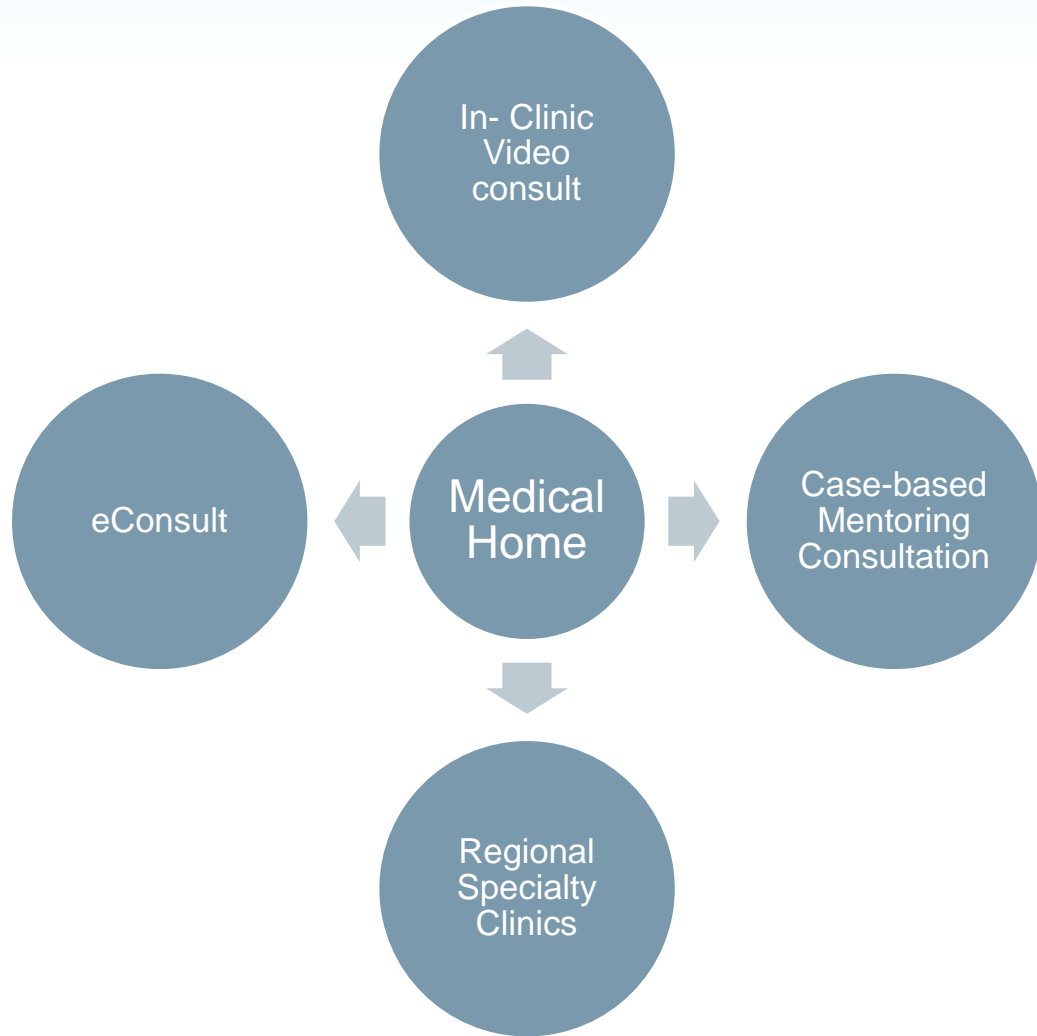 In- Clinic
Video
consult
eConsult
Medical
Home
Case-based
Mentoring
Consultation
Regional
Specialty
Clinics